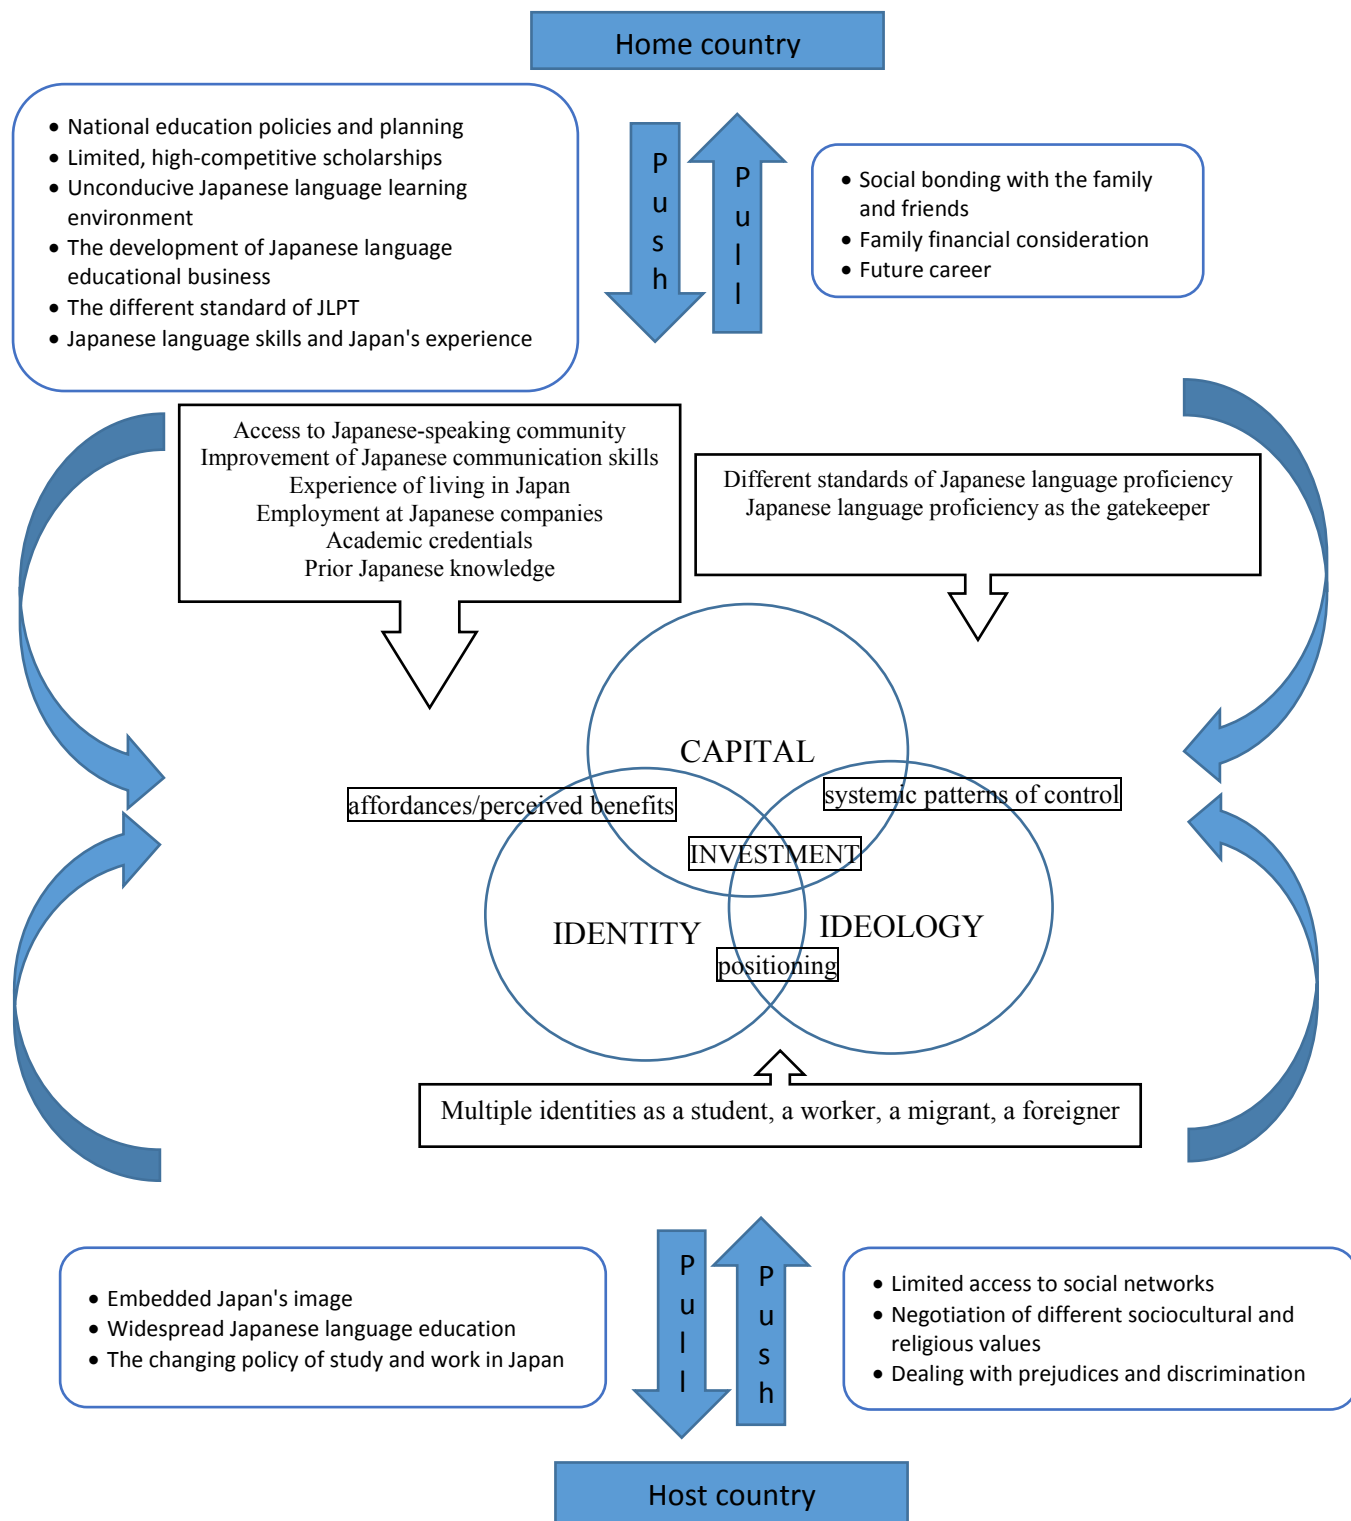 Home country
• National education policies and planning
• Limited, high-competitive scholarships
• Unconducive Japanese language learning
environment
• The development of Japanese language
educational business
• The different standard of JLPT
• Japanese language skills and Japan's experience
Push
Pull
• Social bonding with the family
and friends
• Family financial consideration
• Future career
Access to Japanese-speaking community
Improvement of Japanese communication skills
Experience of living in Japan
Employment at Japanese companies
Academic credentials
Prior Japanese knowledge
Different standards of Japanese language proficiency
Japanese language proficiency as the gatekeeper
CAPITAL
affordances/perceived benefits
systemic patterns of control
INVESTMENT
IDENTITY
IDEOLOGY
positioning
Multiple identities as a student, a worker, a migrant, a foreigner
• Embedded Japan's image
• Widespread Japanese language education
• The changing policy of study and work in Japan
Pull
Push
• Limited access to social networks
• Negotiation of different sociocultural and
religious values
• Dealing with prejudices and discrimination
Host country